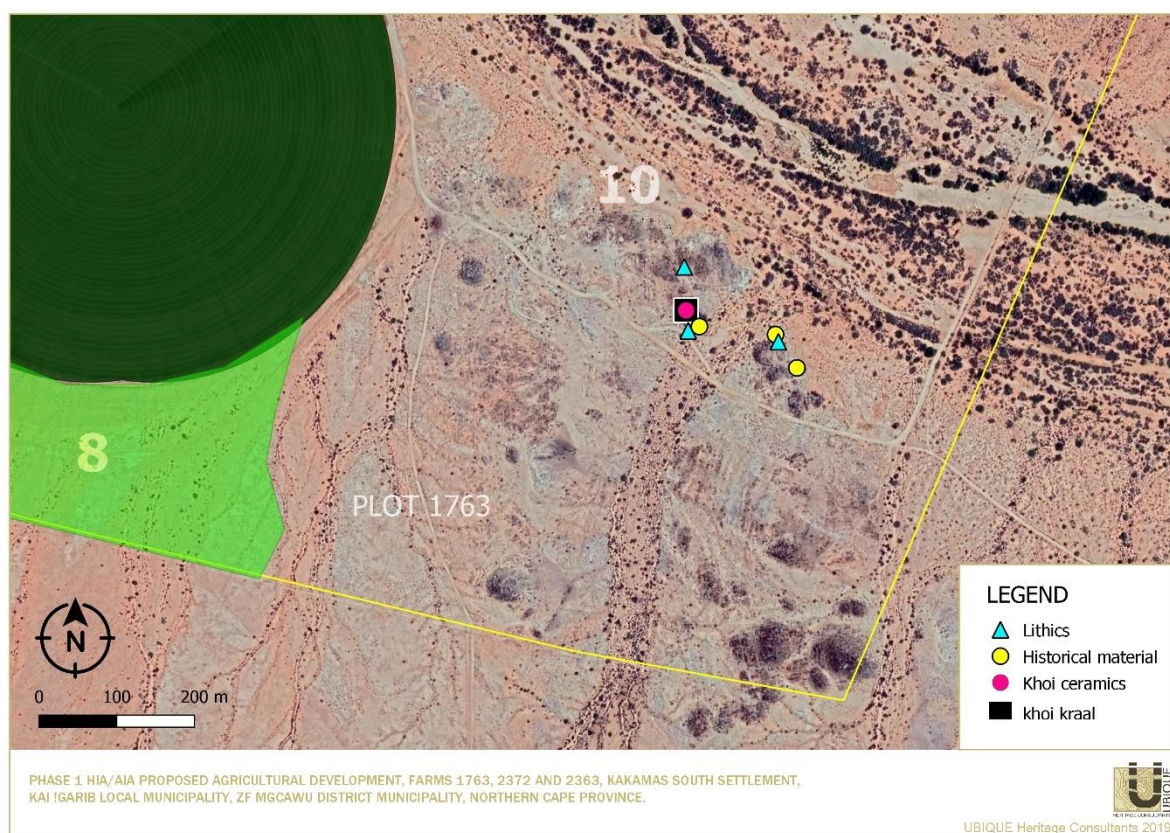 10
8
PLOT 1763
N
0 100 200 m
LEGEND
Lithics
Historical material
Khoi ceramics
khoi kraal
PHASE 1 HIA/AIA PROPOSED AGRICULTURAL DEVELOPMENT, FARMS 1763, 2372 AND 2363, KAKAMAS SOUTH SETTLEMENT,
KAI !GARIB LOCAL MUNICIPALITY, ZF MGCAWU DISTRICT MUNICIPALITY, NORTHERN CAPE PROVINCE.
UBIQUE
HERITAGE CONSULTANTS
UBIQUE Heritage Consultants 2019